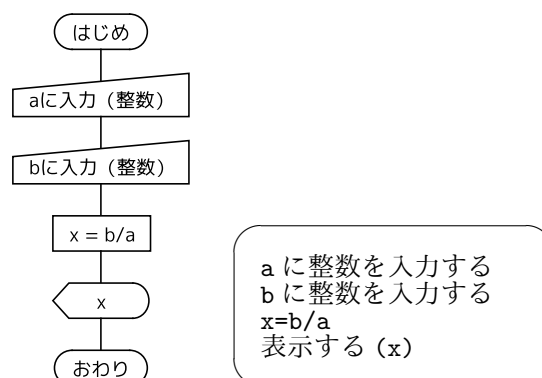 はじめ
aに入力（整数）
bに入力（整数）
x = b/a
x
おわり
a に整数を入力する
b に整数を入力する
x=b/a
表示する (x)